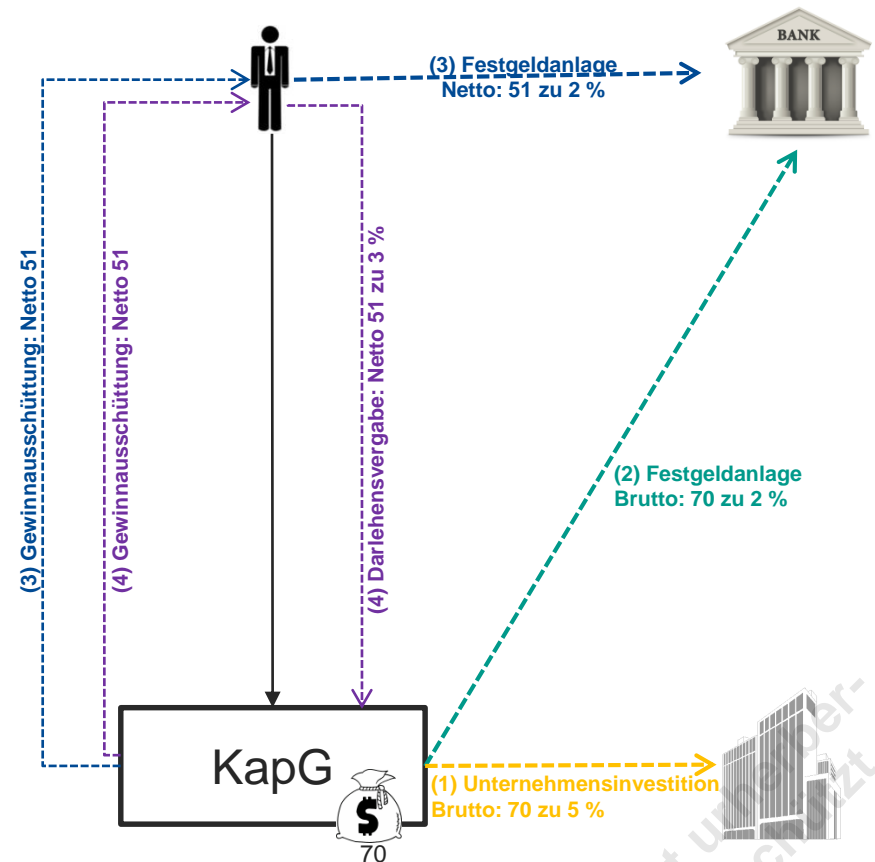 BANK
(3) Festgeldanlage
Netto: 51 zu 2 %
(3) Gewinnausschüttung: Netto 51
(4) Gewinnausschüttung: Netto 51
(4) Darlehensvergabe: Netto 51 zu 3 %
(2) Festgeldanlage
Brutto: 70 zu 2 %
KapG
$
70
(1) Unternehmensinvestition
Brutto: 70 zu 5 %